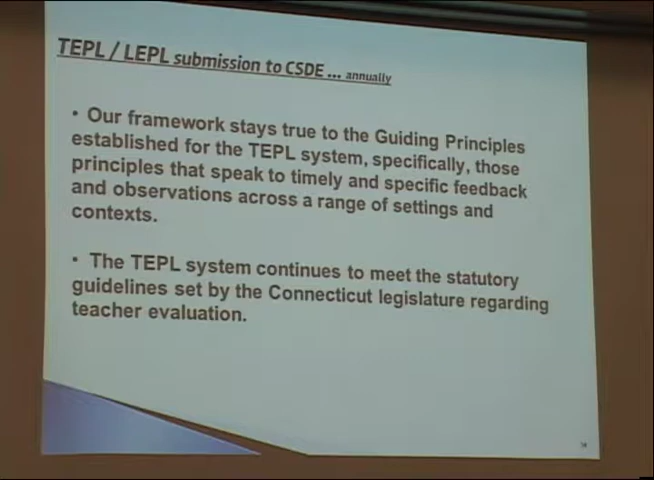 TEPL / LEPL submission to CSDE ... annually
• Our framework stays true to the Guiding Principles
established for the TEPL system, specifically, those
principles that speak to timely and specific feedback
and observations across a range of settings and
contexts.
• The TEPL system continues to meet the statutory
guidelines set by the Connecticut legislature regarding
teacher evaluation.